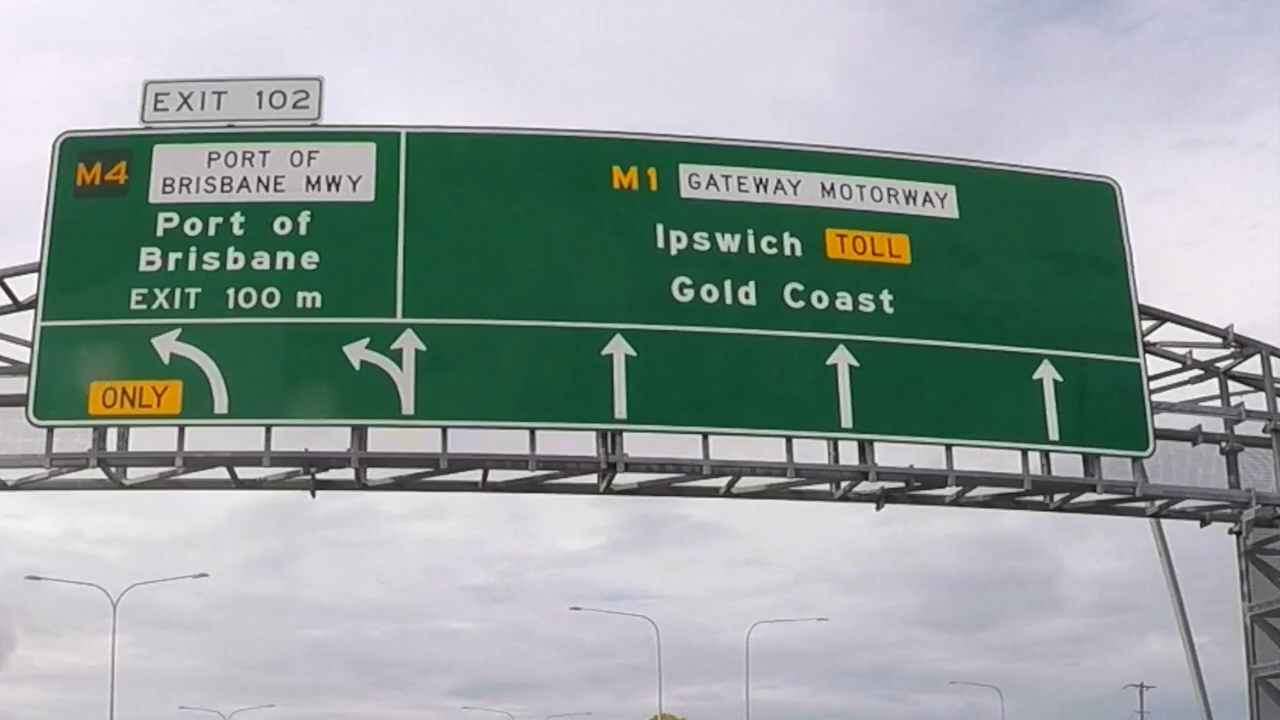 EXIT 102
M4
PORT OF
BRISBANE MWY
Port of
Brisbane
EXIT 100 m
ONLY
M1 GATEWAY MOTORWAY
Ipswich TOLL
Gold Coast